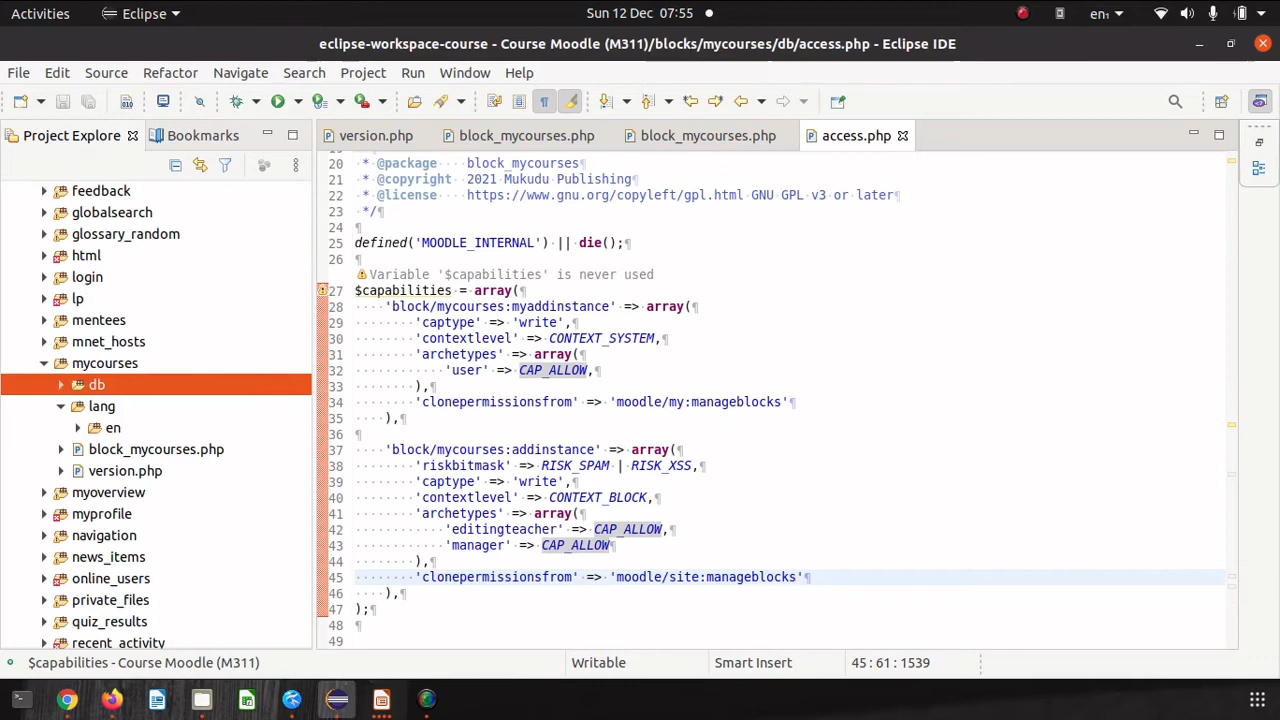 Activities Eclipse Sun 12 Dec 07:55 en₁
eclipse-workspace-course - Course Moodle (M311)/blocks/mycourses/db/access.php - Eclipse IDE
File Edit Source Refactor Navigate Search Project Run Window Help
Project Explore Bookmarks version.php block_mycourses.php block_mycourses.php access.php
feedback
globalsearch
glossary_random
html
login
lp
mentees
mnet_hosts
mycourses
db
lang
en
block_mycourses.php
version.php
myoverview
myprofile
navigation
news_items
online_users
private_files
quiz_results
recent_activity
20 * @package block_mycourses¶
21 * @copyright 2021 Mukudu Publishing¶
22 * @license https://www.gnu.org/copyleft/gpl.html GNU GPL v3 or later¶
23 */¶
24 ¶
25 defined('MOODLE_INTERNAL') || die();¶
26 ¶
Variable '$capabilities' is never used
27 $capabilities = array(¶
28 'block/mycourses:myaddinstance' => array(¶
29 'captype' => 'write',¶
30 'contextlevel' => CONTEXT_SYSTEM,¶
31 'archetypes' => array(¶
32 'user' => CAP_ALLOW,¶
33 ),¶
34 'clonepermissionsfrom' => 'moodle/my:manageblocks'¶
35 ),¶
36 ¶
37 'block/mycourses:addinstance' => array(¶
38 'riskbitmask' => RISK_SPAM | RISK_XSS,¶
39 'captype' => 'write',¶
40 'contextlevel' => CONTEXT_BLOCK,¶
41 'archetypes' => array(¶
42 'editingteacher' => CAP_ALLOW,¶
43 'manager' => CAP_ALLOW¶
44 ),¶
45 'clonepermissionsfrom' => 'moodle/site:manageblocks'¶
46 ),¶
47 );¶
48 ¶
49
$capabilities - Course Moodle (M311) Writable Smart Insert 45 : 61 : 1539